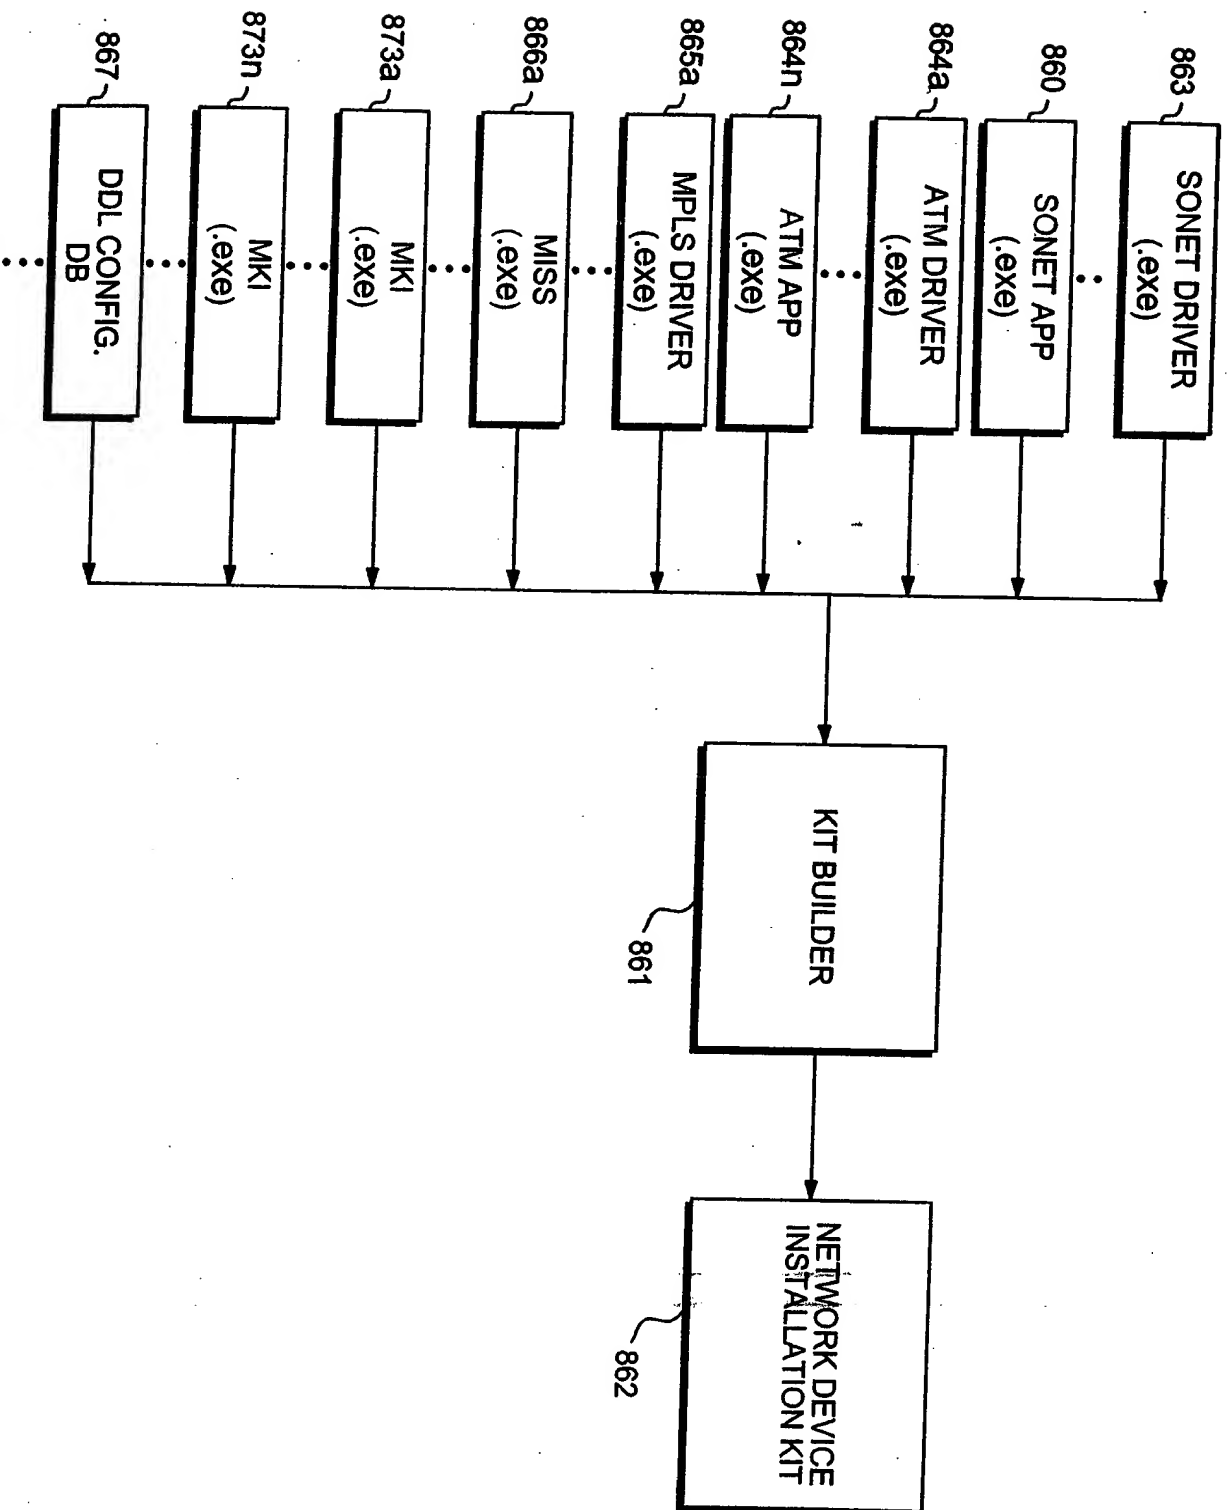 863
SONET DRIVER
(.exe)
860
SONET APP
(.exe)
864a
ATM DRIVER
(.exe)
864n
ATM APP
(.exe)
865a
MPLS DRIVER
(.exe)
866a
MISS
(.exe)
873a
MKI
(.exe)
873n
MKI
(.exe)
867
DDL CONFIG.
DB
KIT BUILDER
861
NETWORK DEVICE
INSTALLATION KIT
862